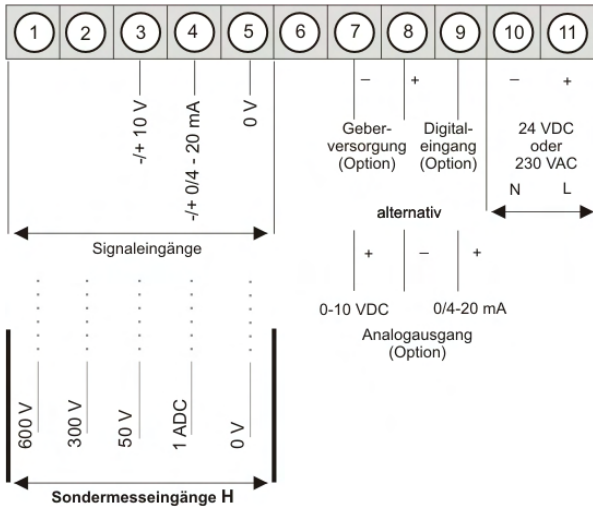 1 2 3 4 5 6 7 8 9 10 11
– + – +
-/+ 10 V
-/+ 0/4 - 20 mA
0 V
Geber-
versorgung
(Option)
Digital-
eingang
(Option)
24 VDC
oder
230 VAC
N L
alternativ
Signaleingänge
+ – +
0-10 VDC 0/4-20 mA
Analogausgang
(Option)
600 V
300 V
50 V
1 ADC
0 V
Sondermesseingänge H